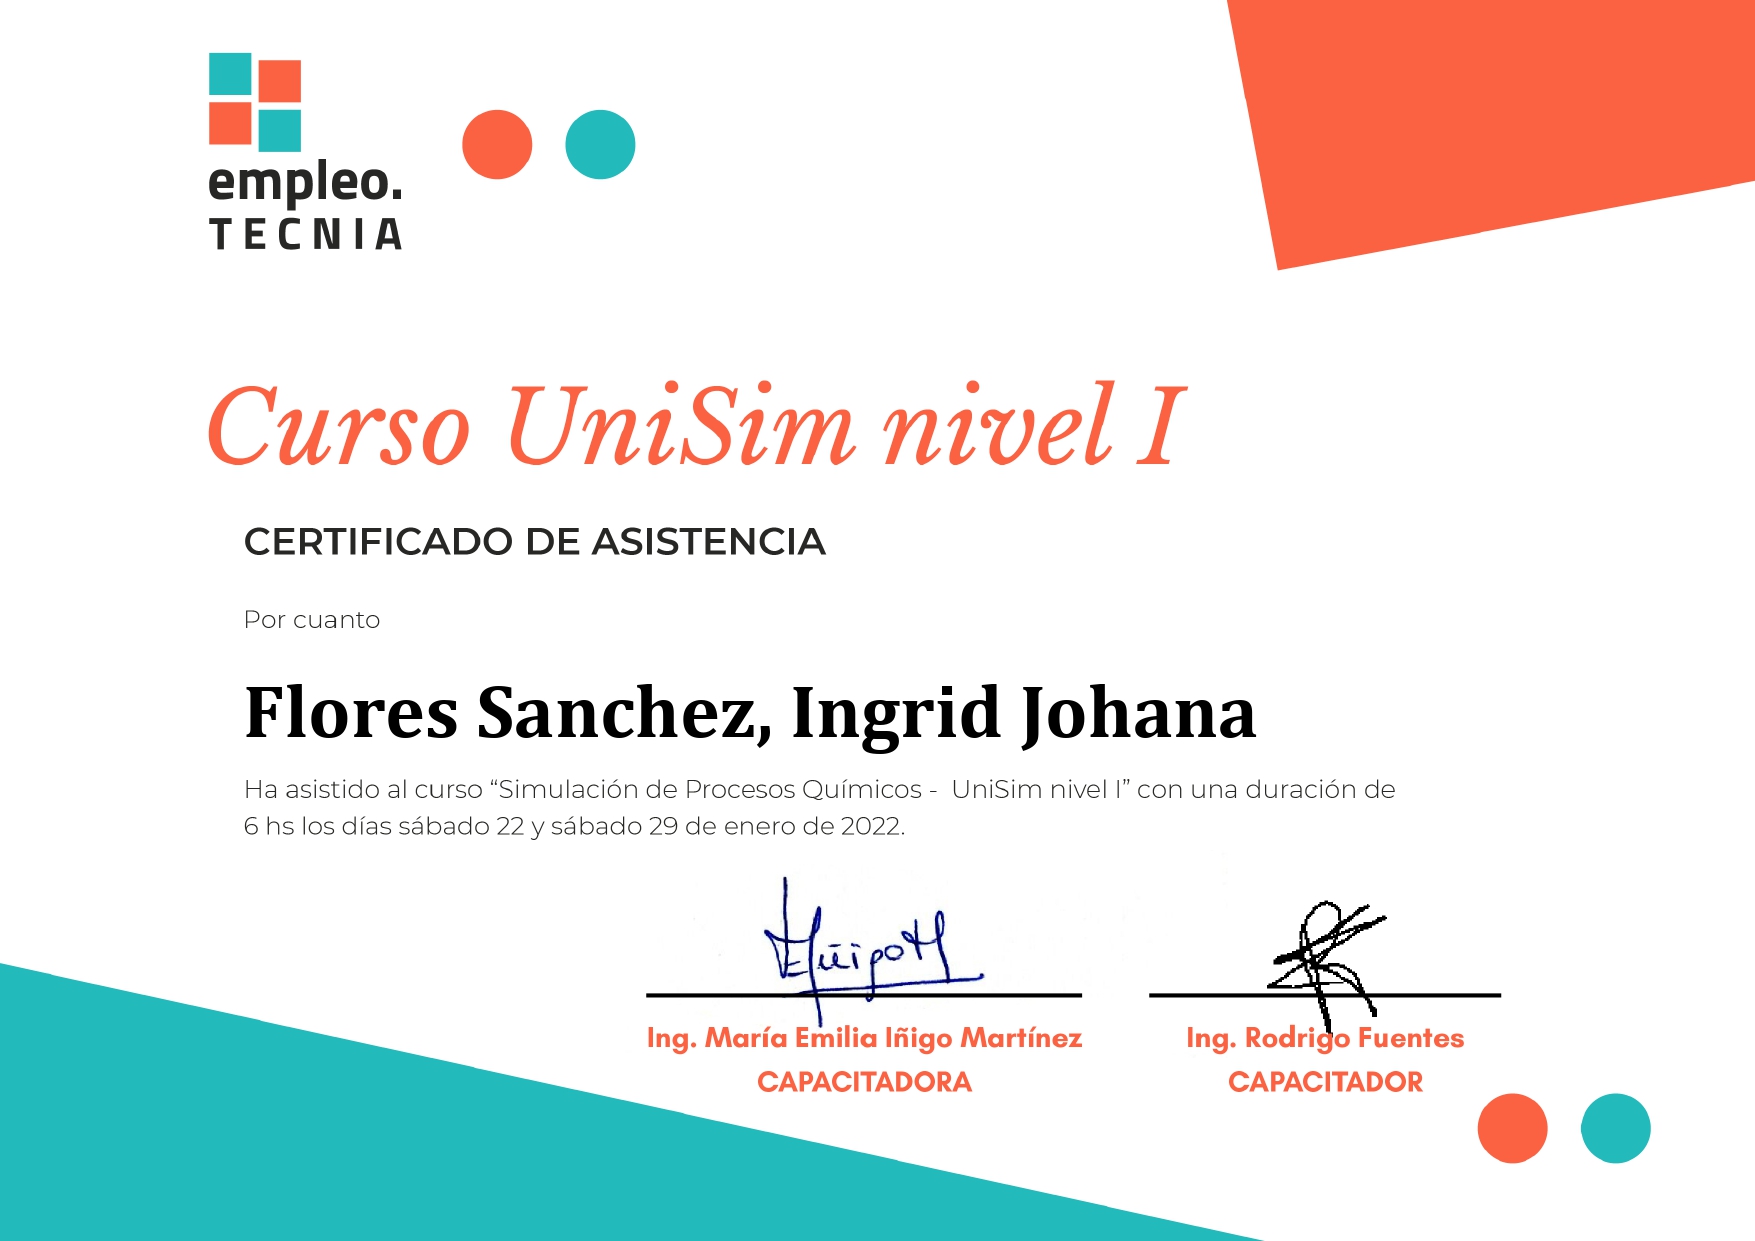 empleo.
TECNIA
Curso UniSim nivel I
CERTIFICADO DE ASISTENCIA
Por cuanto
Flores Sanchez, Ingrid Johana
Ha asistido al curso “Simulación de Procesos Químicos -  UniSim nivel I” con una duración de
6 hs los días sábado 22 y sábado 29 de enero de 2022.
Ing. María Emilia Iñigo Martínez
CAPACITADORA
Ing. Rodrigo Fuentes
CAPACITADOR